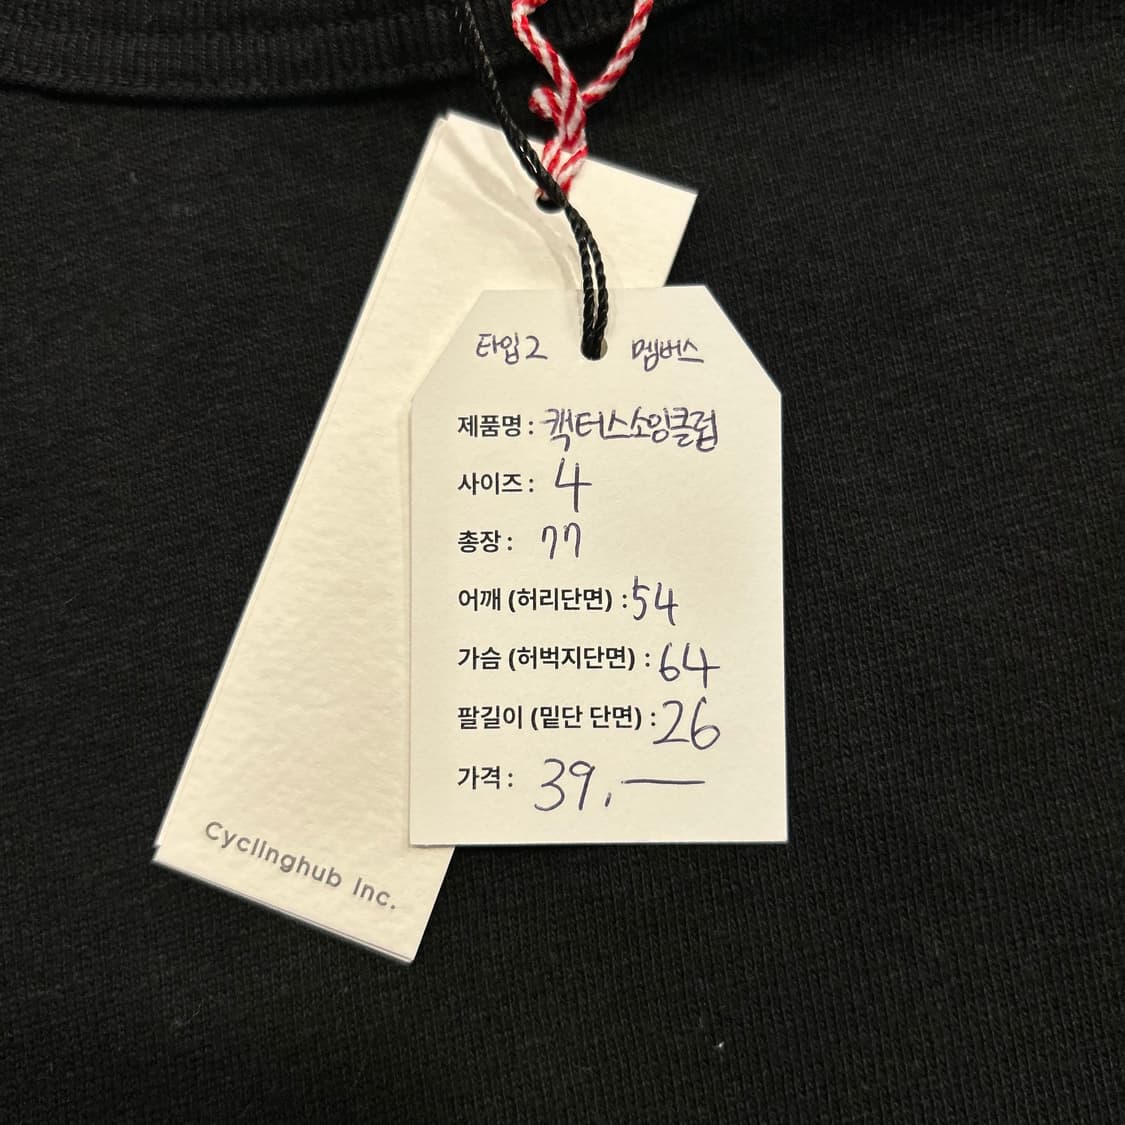 타입2 멤버스
제품명 : 캑터스소잉클럽
사이즈 : 4
총장 : 77
어깨 (허리단면) : 54
가슴 (허벅지단면) : 64
팔길이 (밑단 단면) : 26
가격 : 39,—
Cyclinghub Inc.